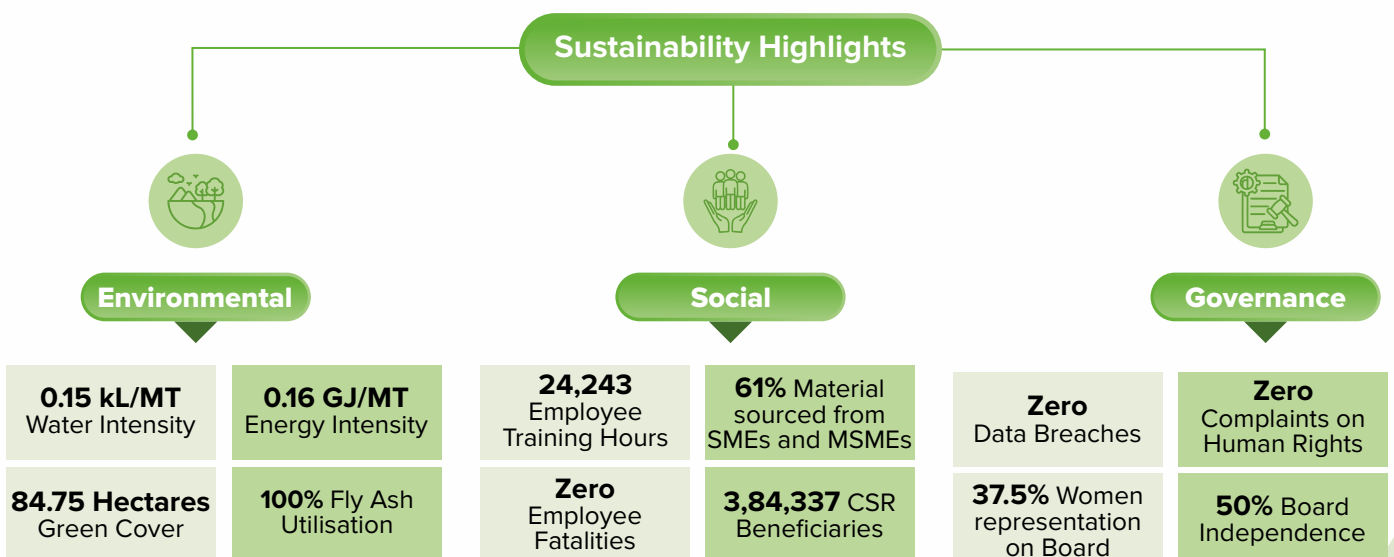 Sustainability Highlights
Environmental
0.15 kL/MT
Water Intensity
0.16 GJ/MT
Energy Intensity
84.75 Hectares
Green Cover
100% Fly Ash
Utilisation
Social
24,243
Employee
Training Hours
61% Material
sourced from
SMEs and MSMEs
Zero
Employee
Fatalities
3,84,337 CSR
Beneficiaries
Governance
Zero
Data Breaches
Zero
Complaints on
Human Rights
37.5% Women
representation
on Board
50% Board
Independence